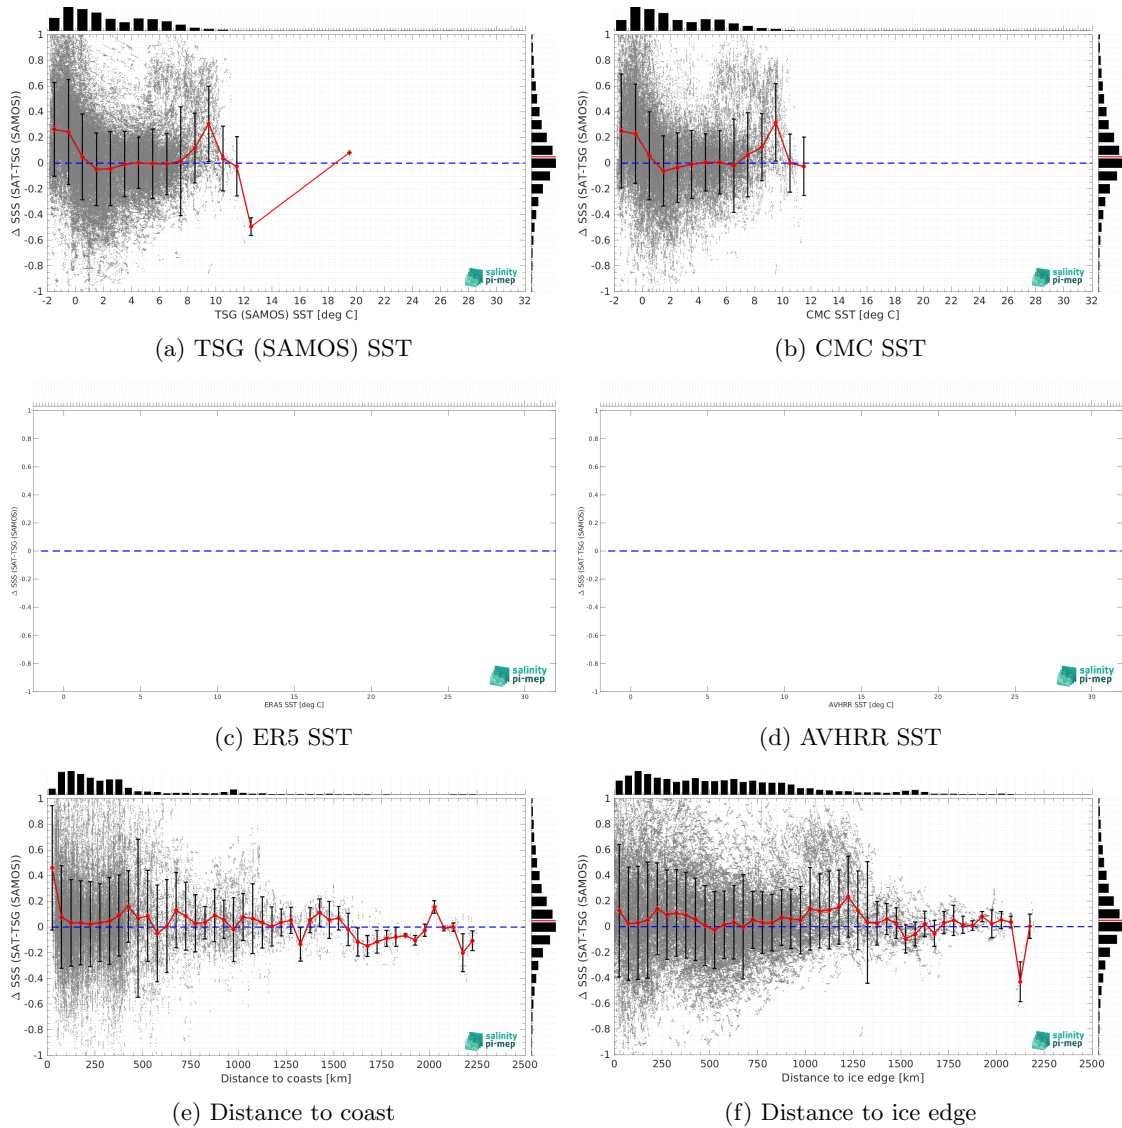 1
0.8
0.6
0.4
0.2
0
-0.2
-0.4
-0.6
-0.8
-1
Δ SSS (SAT-TSG (SAMOS))
-2 0 2 4 6 8 10 12 14 16 18 20 22 24 26 28 30 32
TSG (SAMOS) SST [deg C]
salinity
pi-mep
(a) TSG (SAMOS) SST
1
0.8
0.6
0.4
0.2
0
-0.2
-0.4
-0.6
-0.8
-1
Δ SSS (SAT-TSG (SAMOS))
-2 0 2 4 6 8 10 12 14 16 18 20 22 24 26 28 30 32
CMC SST [deg C]
salinity
pi-mep
(b) CMC SST
1
0.8
0.6
0.4
0.2
0
-0.2
-0.4
-0.6
-0.8
-1
Δ SSS (SAT-TSG (SAMOS))
0 5 10 15 20 25 30
ERA5 SST [deg C]
salinity
pi-mep
(c) ER5 SST
1
0.8
0.6
0.4
0.2
0
-0.2
-0.4
-0.6
-0.8
-1
Δ SSS (SAT-TSG (SAMOS))
0 5 10 15 20 25 30
AVHRR SST [deg C]
salinity
pi-mep
(d) AVHRR SST
1
0.8
0.6
0.4
0.2
0
-0.2
-0.4
-0.6
-0.8
-1
Δ SSS (SAT-TSG (SAMOS))
0 250 500 750 1000 1250 1500 1750 2000 2250 2500
Distance to coasts [km]
salinity
pi-mep
(e) Distance to coast
1
0.8
0.6
0.4
0.2
0
-0.2
-0.4
-0.6
-0.8
-1
Δ SSS (SAT-TSG (SAMOS))
0 250 500 750 1000 1250 1500 1750 2000 2250 2500
Distance to ice edge [km]
salinity
pi-mep
(f) Distance to ice edge